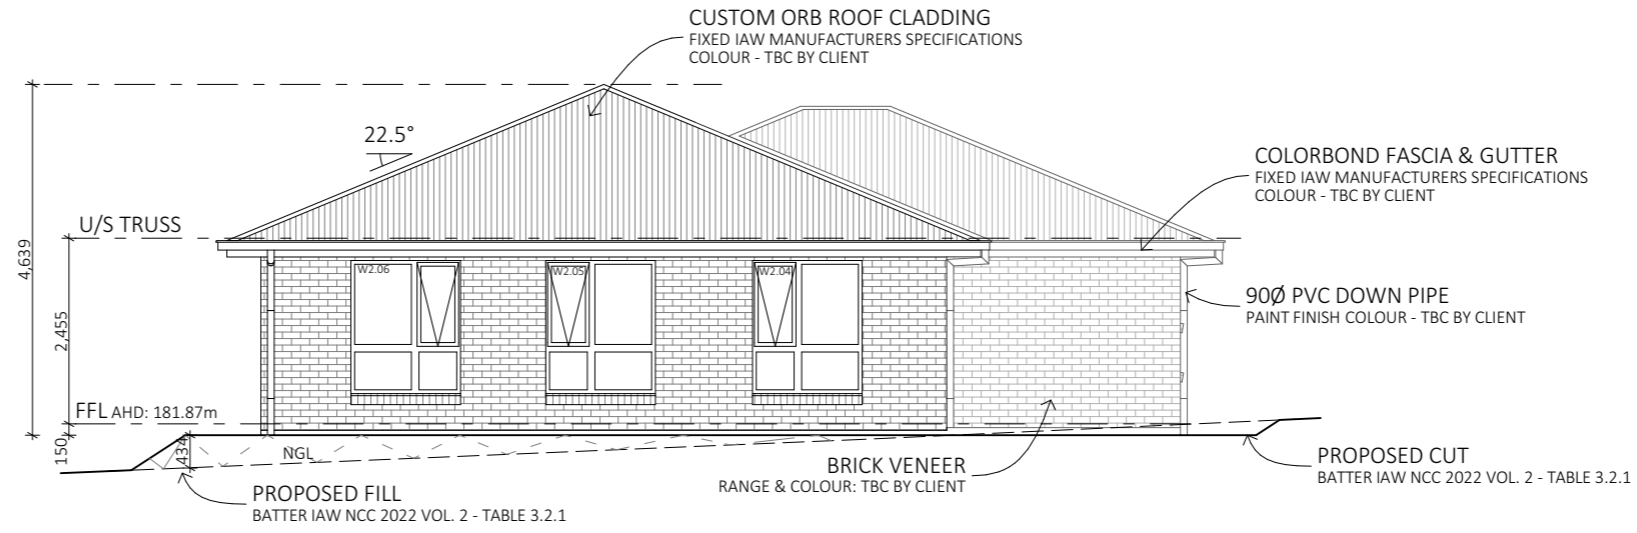 CUSTOM ORB ROOF CLADDING
FIXED IAW MANUFACTURERS SPECIFICATIONS
COLOUR - TBC BY CLIENT
22.5°
COLORBOND FASCIA & GUTTER
FIXED IAW MANUFACTURERS SPECIFICATIONS
COLOUR - TBC BY CLIENT
U/S TRUSS
4,639
2,455
W2.06
W2.05
W2.04
90Ø PVC DOWN PIPE
PAINT FINISH COLOUR - TBC BY CLIENT
FFL AHD: 181.87m
150
434
NGL
BRICK VENEER
RANGE & COLOUR: TBC BY CLIENT
PROPOSED CUT
BATTER IAW NCC 2022 VOL. 2 - TABLE 3.2.1
PROPOSED FILL
BATTER IAW NCC 2022 VOL. 2 - TABLE 3.2.1